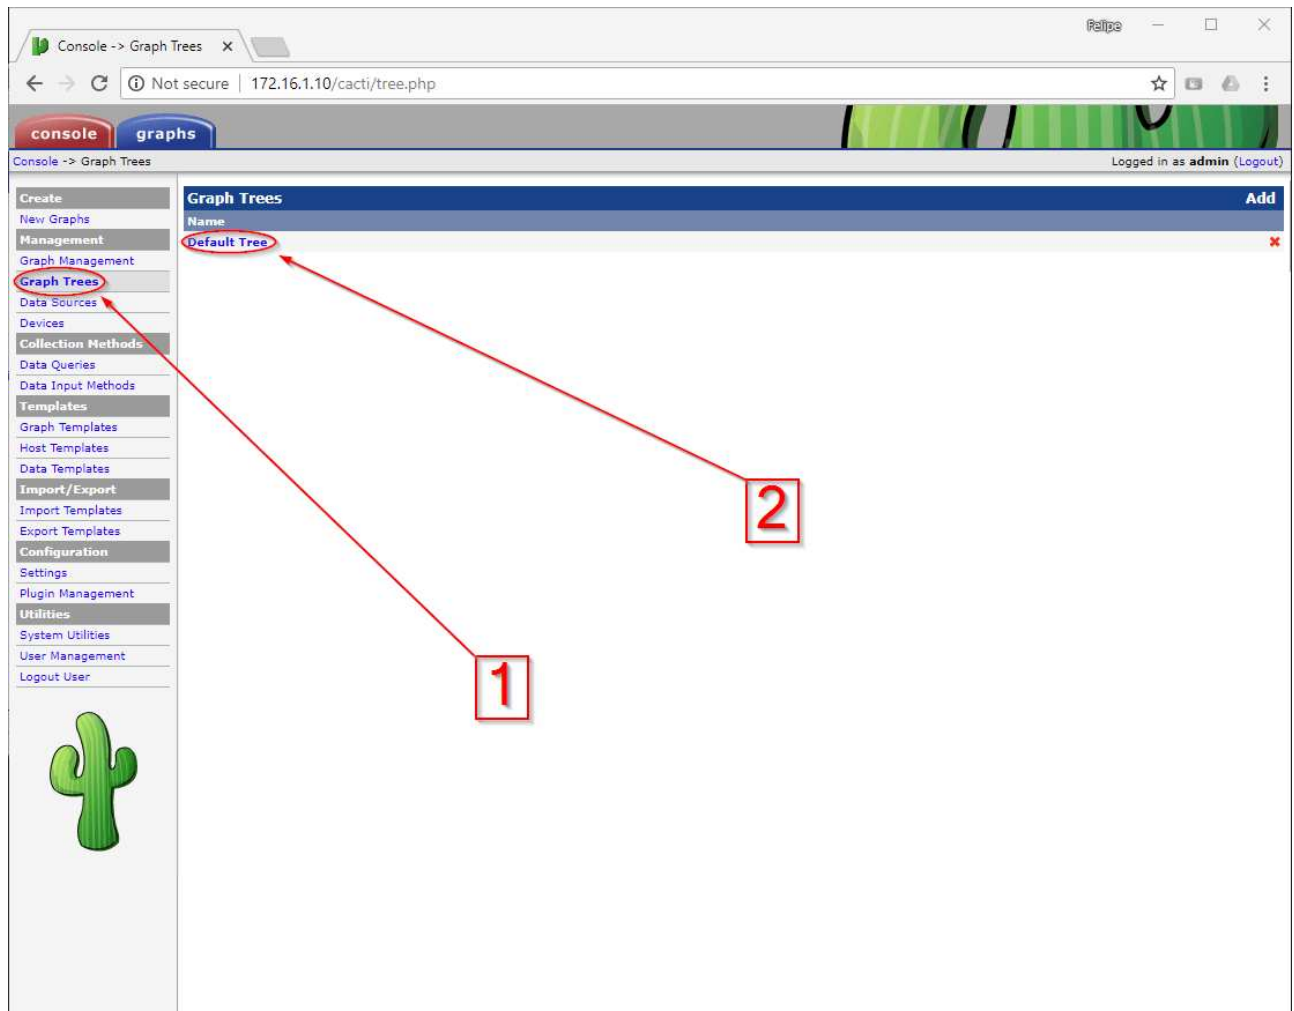 Felipe
Console -> Graph Trees
Not secure | 172.16.1.10/cacti/tree.php
console graphs
Console -> Graph Trees Logged in as admin (Logout)
Create
New Graphs
Management
Graph Management
Graph Trees
Data Sources
Devices
Collection Methods
Data Queries
Data Input Methods
Templates
Graph Templates
Host Templates
Data Templates
Import/Export
Import Templates
Export Templates
Configuration
Settings
Plugin Management
Utilities
System Utilities
User Management
Logout User
Graph Trees Add
Name
Default Tree
2
1